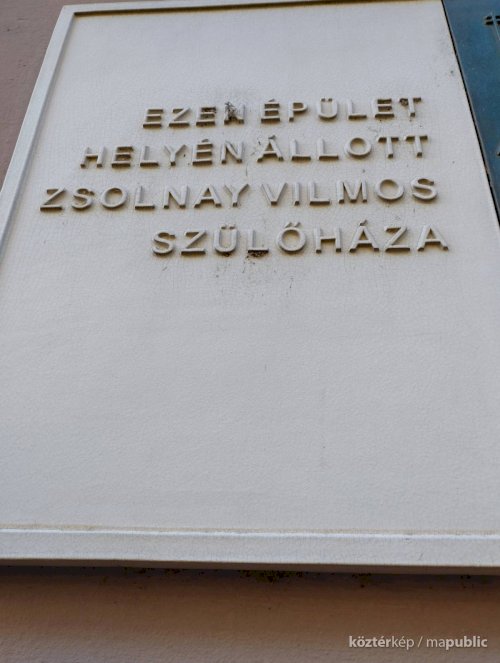 EZEN ÉPÜLET
HELYÉN ÁLLOTT
ZSOLNAY VILMOS
SZÜLŐHÁZA
köztérkép / mapublic